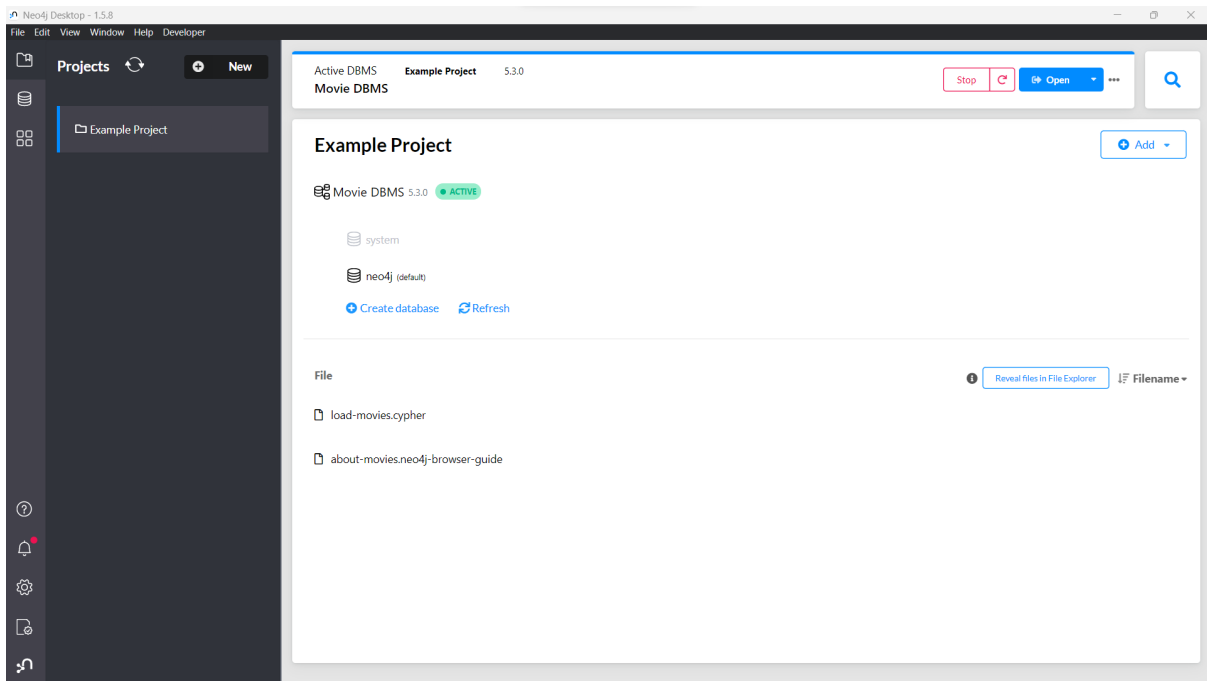 Neo4j Desktop - 1.5.8
File Edit View Window Help Developer
Projects New
Example Project
Active DBMS Example Project 5.3.0
Movie DBMS
Stop Open
Example Project
Add
Movie DBMS 5.3.0 ACTIVE
system
neo4j (default)
Create database Refresh
File
Reveal files in File Explorer Filename
load-movies.cypher
about-movies.neo4j-browser-guide